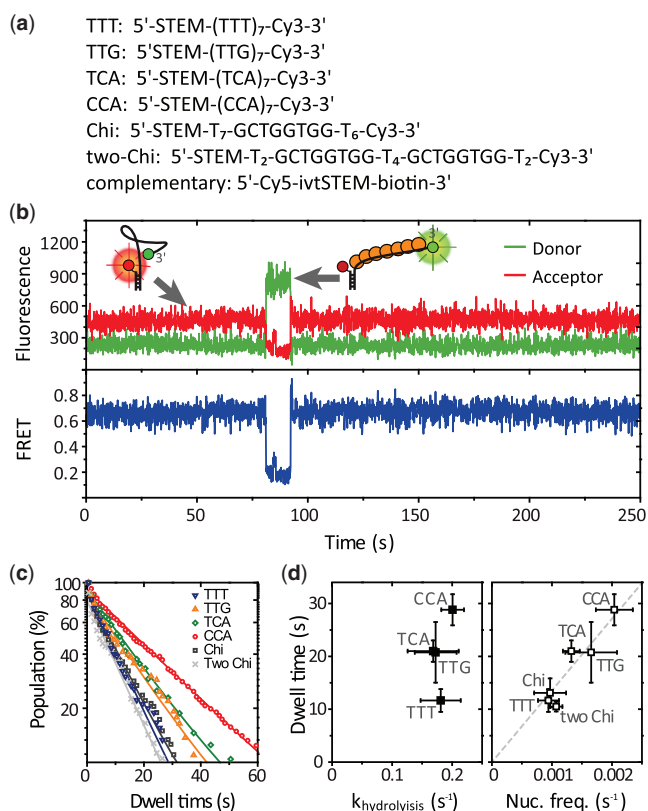 (a)
TTT: 5'-STEM-(TTT)₇-Cy3-3'
TTG: 5'STEM-(TTG)₇-Cy3-3'
TCA: 5'-STEM-(TCA)₇-Cy3-3'
CCA: 5'-STEM-(CCA)₇-Cy3-3'
Chi: 5'-STEM-T₇-GCTGGTGG-T₆-Cy3-3'
two-Chi: 5'-STEM-T₂-GCTGGTGG-T₄-GCTGGTGG-T₂-Cy3-3'
complementary: 5'-Cy5-ivtSTEM-biotin-3'
(b)
1200
900
600
300
Fluorescence
3'
3'
Donor
Acceptor
0.8
0.6
0.4
0.2
FRET
0 50 100 150 200 250
Time (s)
(c)
100
80
60
40
20
Population (%)
TTT
TTG
TCA
CCA
Chi
Two Chi
0 20 40 60
Dwell tims (s)
(d)
30
20
10
0
Dwell time (s)
CCA
TCA
TTG
TTT
0 0.1 0.2
k hydrolyisis (s⁻¹)
CCA
TCA
TTG
Chi
TTT
two Chi
0.001 0.002
Nuc. freq. (s⁻¹)